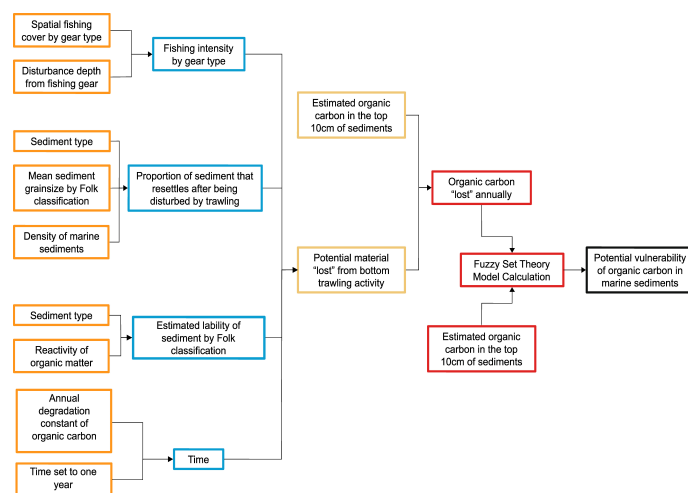 Spatial fishing
cover by gear type
Disturbance depth
from fishing gear
Fishing intensity
by gear type
Sediment type
Mean sediment
grainsize by Folk
classification
Density of marine
sediments
Proportion of sediment that
resettles after being
disturbed by trawling
Sediment type
Reactivity of
organic matter
Estimated lability of
sediment by Folk
classification
Annual
degradation
constant of
organic carbon
Time set to one
year
Time
Estimated organic
carbon in the top
10cm of sediments
Potential material
“lost” from bottom
trawling activity
Organic carbon
“lost” annually
Fuzzy Set Theory
Model Calculation
Estimated organic
carbon in the top
10cm of sediments
Potential vulnerability
of organic carbon in
marine sediments